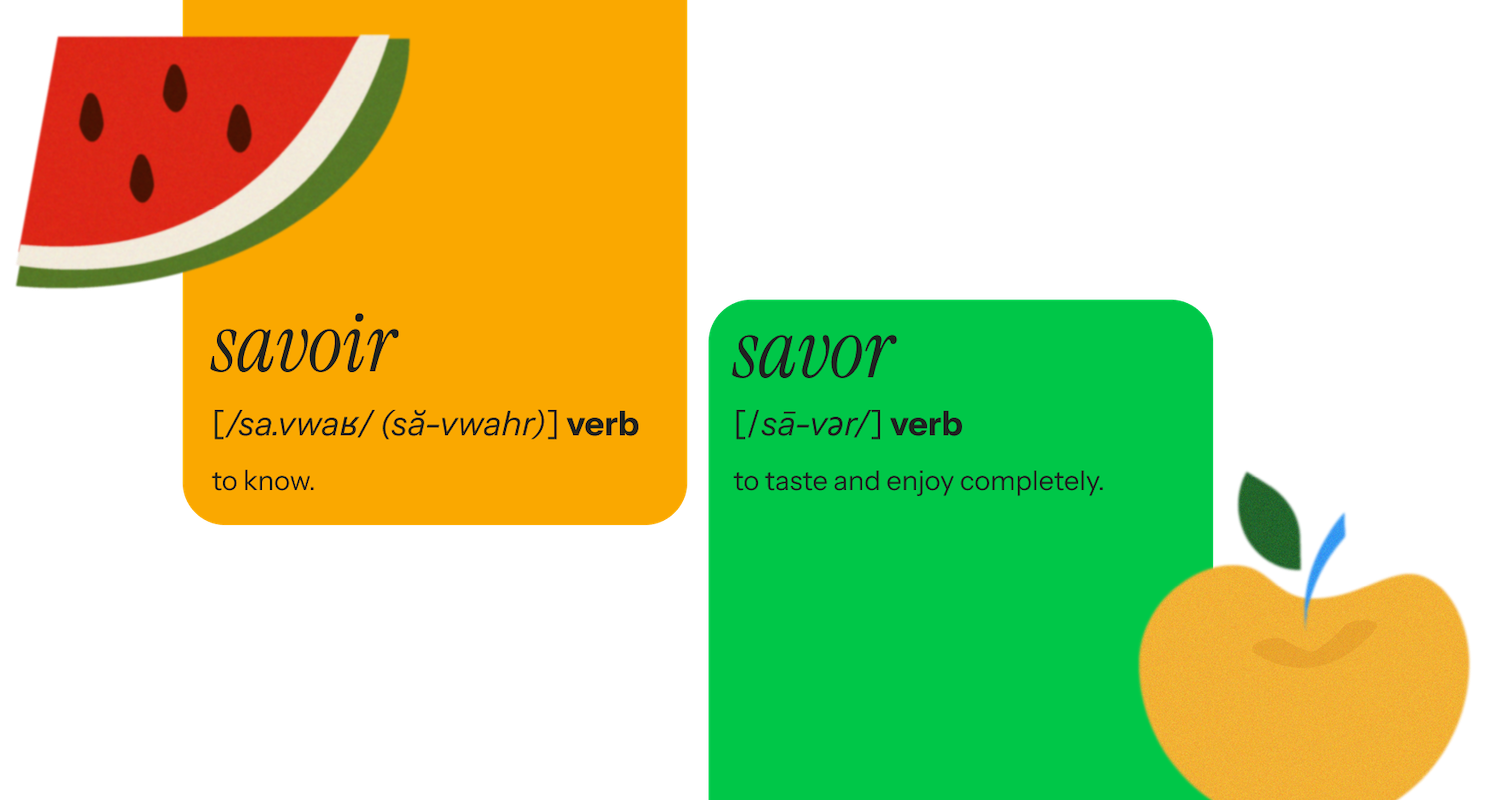 savoir
[/sa.vwaʁ/ (să-vwahr)] verb
to know.
savor
[/sā-vər/] verb
to taste and enjoy completely.